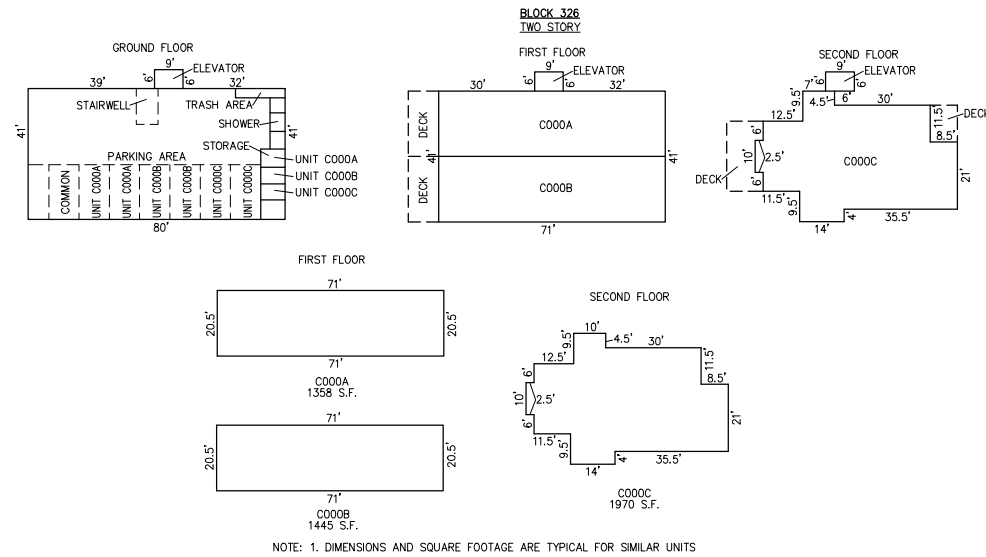 BLOCK 326
TWO STORY
GROUND FLOOR
9'
6'
6'
ELEVATOR
39'
32'
STAIRWELL
TRASH AREA
SHOWER
41'
41'
STORAGE
PARKING AREA
UNIT C000A
UNIT C000B
UNIT C000C
COMMON
UNIT C000A
UNIT C000A
UNIT C000B
UNIT C000B
UNIT C000C
UNIT C000C
80'
FIRST FLOOR
9'
6'
6'
ELEVATOR
30'
32'
DECK
C000A
41'
41'
DECK
C000B
71'
SECOND FLOOR
9'
6'
6'
ELEVATOR
7'
9.5'
4.5'
6'
30'
12.5'
11.5'
DECK
8.5'
6'
10'
2.5'
C000C
DECK
6'
21'
11.5'
9.5'
4'
35.5'
14'
FIRST FLOOR
71'
20.5'
20.5'
71'
C000A
1358 S.F.
71'
20.5'
20.5'
71'
C000B
1445 S.F.
SECOND FLOOR
10'
9.5'
4.5'
30'
12.5'
11.5'
8.5'
6'
10'
2.5'
6'
21'
11.5'
9.5'
4'
35.5'
14'
C000C
1970 S.F.
NOTE: 1. DIMENSIONS AND SQUARE FOOTAGE ARE TYPICAL FOR SIMILAR UNITS